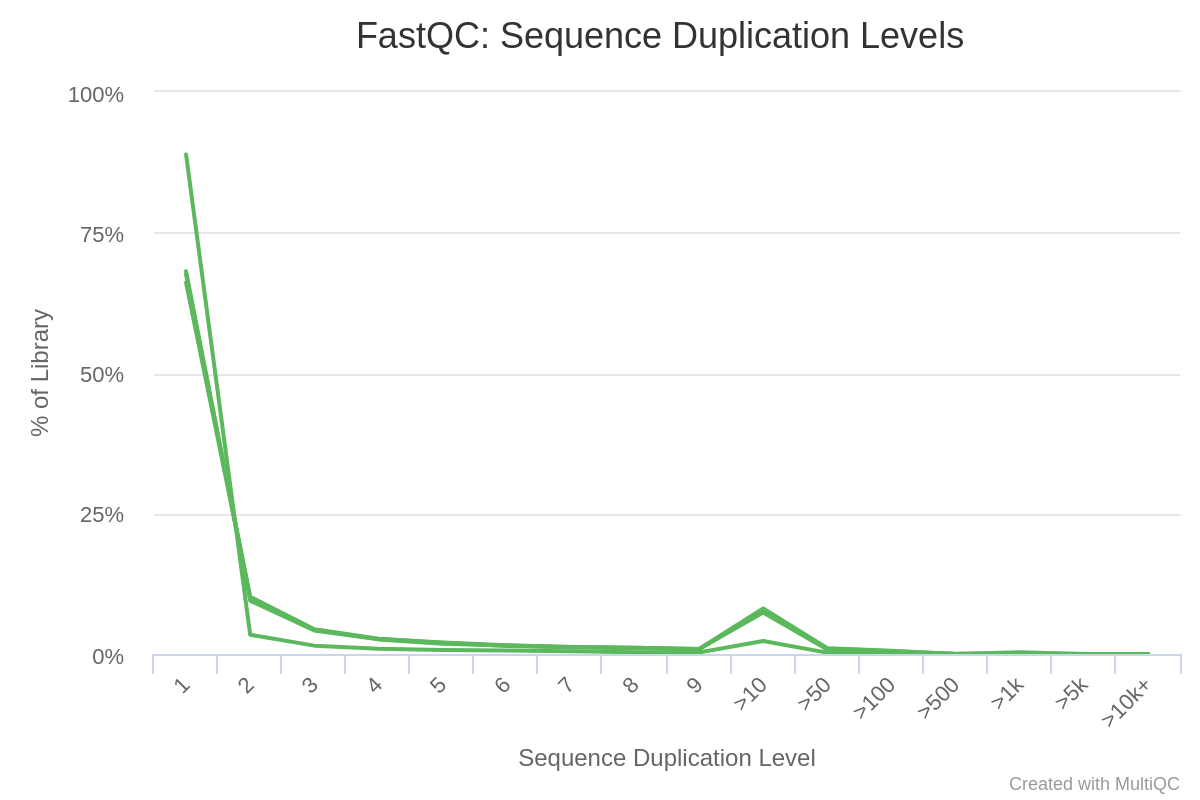 FastQC: Sequence Duplication Levels
100%
75%
50%
25%
0%
% of Library
1
2
3
4
5
6
7
8
9
>10
>50
>100
>500
>1k
>5k
>10k+
Sequence Duplication Level
Created with MultiQC